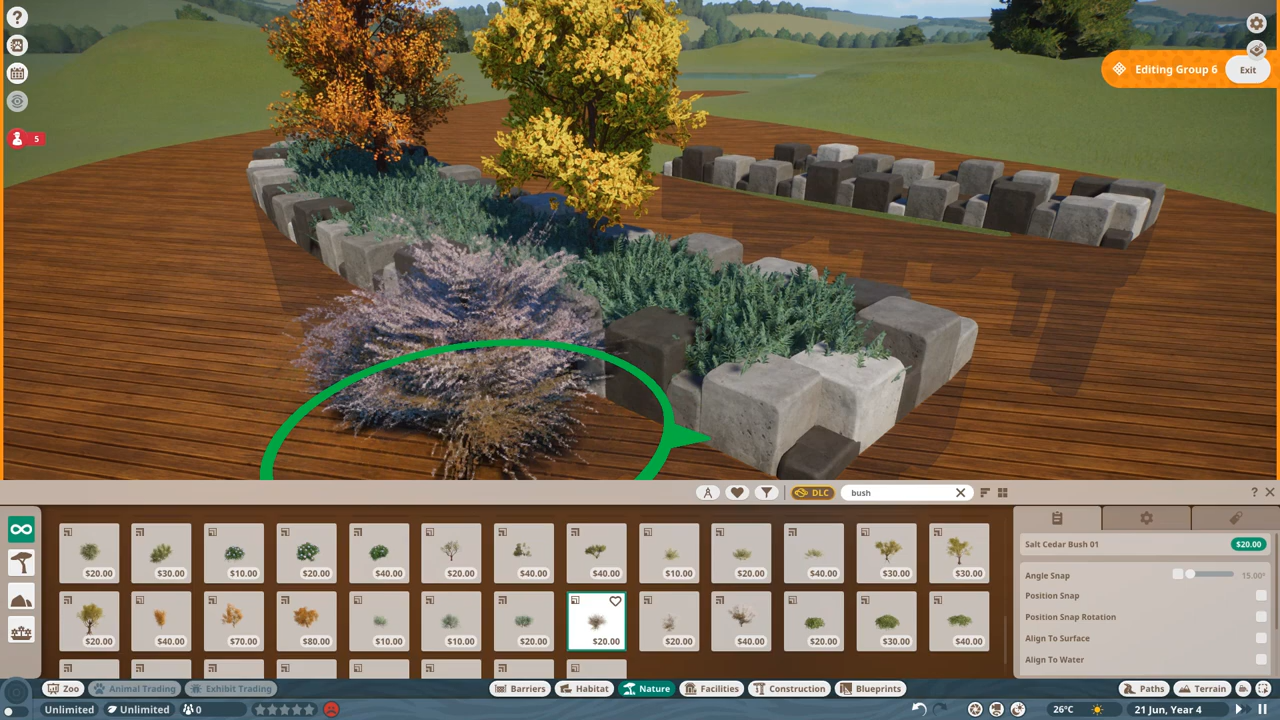 ?
Editing Group 6
Exit
5
DLC
bush
?
$20.00
$30.00
$10.00
$20.00
$40.00
$20.00
$40.00
$40.00
$10.00
$20.00
$40.00
$30.00
$30.00
$20.00
$40.00
$70.00
$80.00
$10.00
$10.00
$20.00
$20.00
$20.00
$40.00
$20.00
$30.00
$40.00
Salt Cedar Bush 01
$20.00
Angle Snap
15.00°
Position Snap
Position Snap Rotation
Align To Surface
Align To Water
Zoo
Animal Trading
Exhibit Trading
Barriers
Habitat
Nature
Facilities
Construction
Blueprints
Paths
Terrain
Unlimited
Unlimited
0
26°C
21 Jun, Year 4